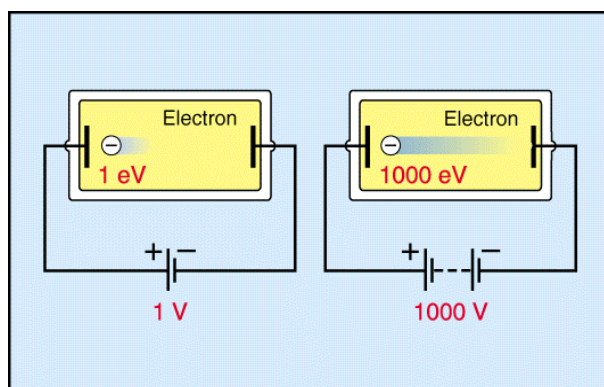 Electron
−
1 eV
+ −
1 V
Electron
−
1000 eV
+ −
1000 V